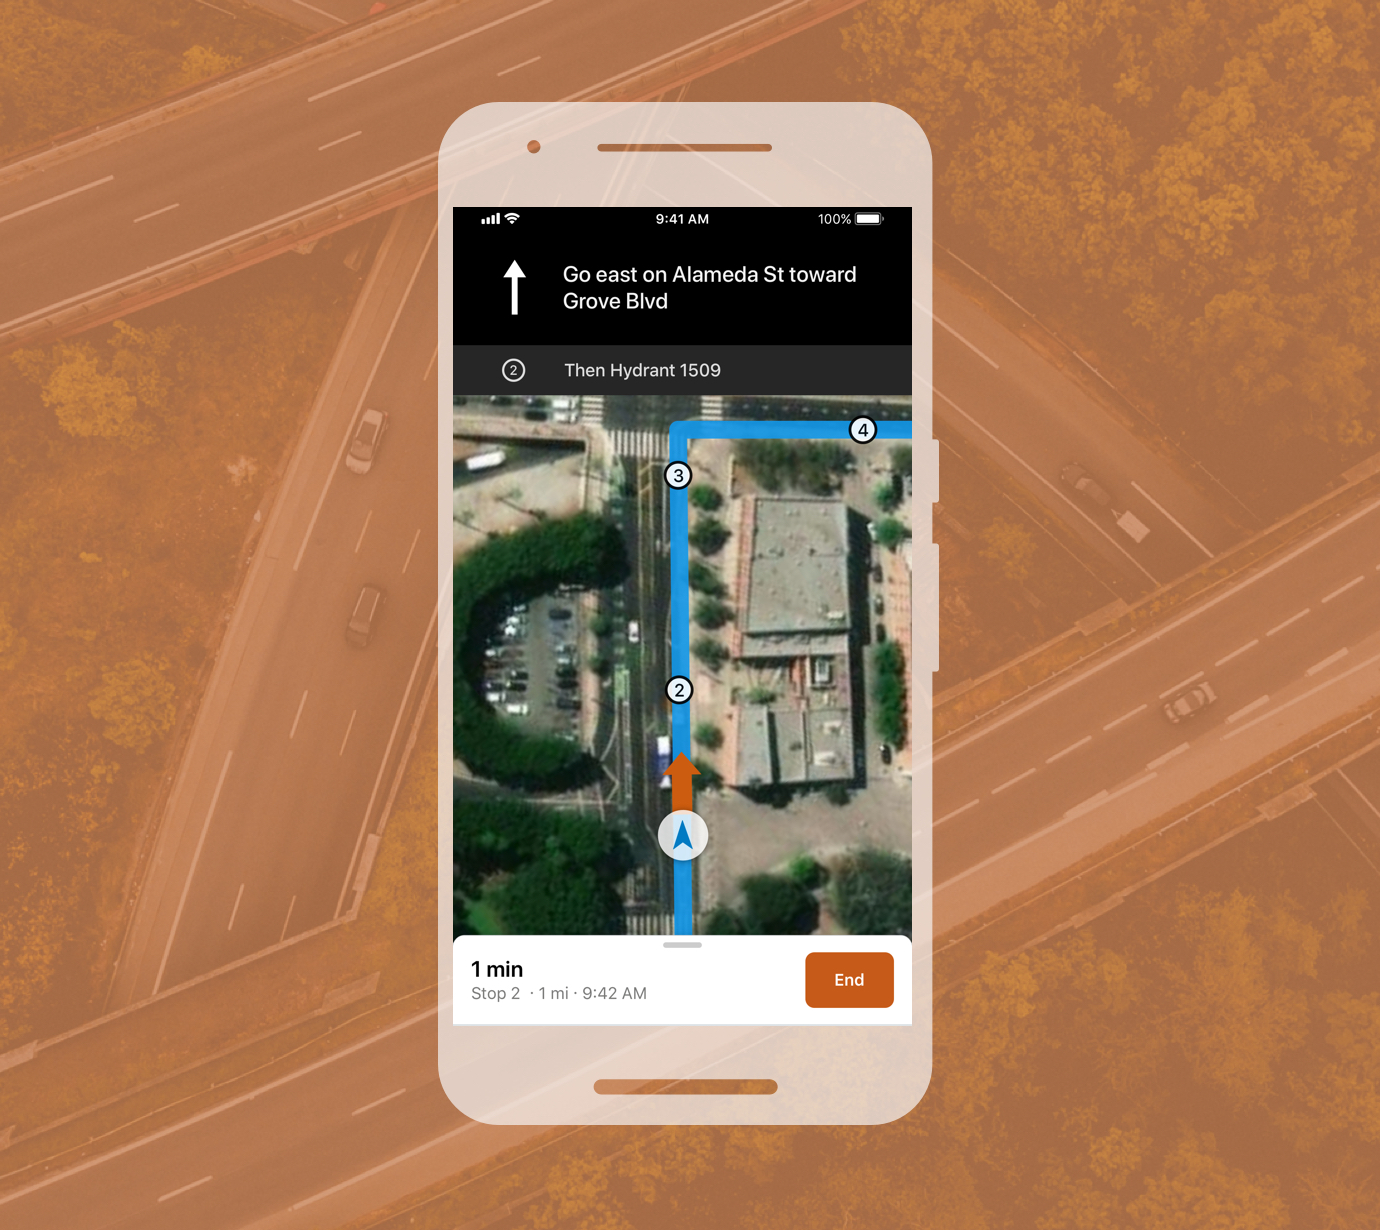 9:41 AM
100%
Go east on Alameda St toward
Grove Blvd
2
Then Hydrant 1509
4
3
2
1 min
Stop 2 · 1 mi · 9:42 AM
End